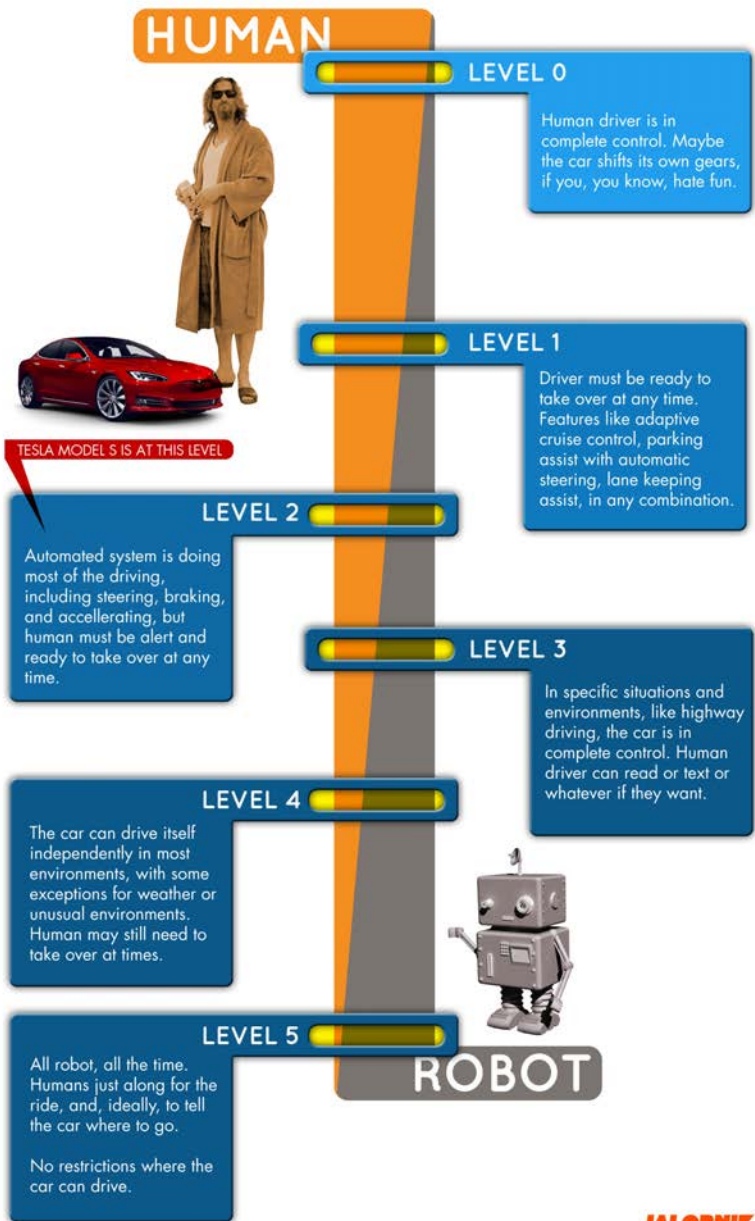 HUMAN
LEVEL 0
Human driver is in
complete control. Maybe
the car shifts its own gears,
if you, you know, hate fun.
LEVEL 1
Driver must be ready to
take over at any time.
Features like adaptive
cruise control, parking
assist with automatic
steering, lane keeping
assist, in any combination.
TESLA MODEL S IS AT THIS LEVEL
LEVEL 2
Automated system is doing
most of the driving,
including steering, braking,
and accellerating, but
human must be alert and
ready to take over at any
time.
LEVEL 3
In specific situations and
environments, like highway
driving, the car is in
complete control. Human
driver can read or text or
whatever if they want.
LEVEL 4
The car can drive itself
independently in most
environments, with some
exceptions for weather or
unusual environments.
Human may still need to
take over at times.
LEVEL 5
All robot, all the time.
Humans just along for the
ride, and, ideally, to tell
the car where to go.
No restrictions where the
car can drive.
ROBOT